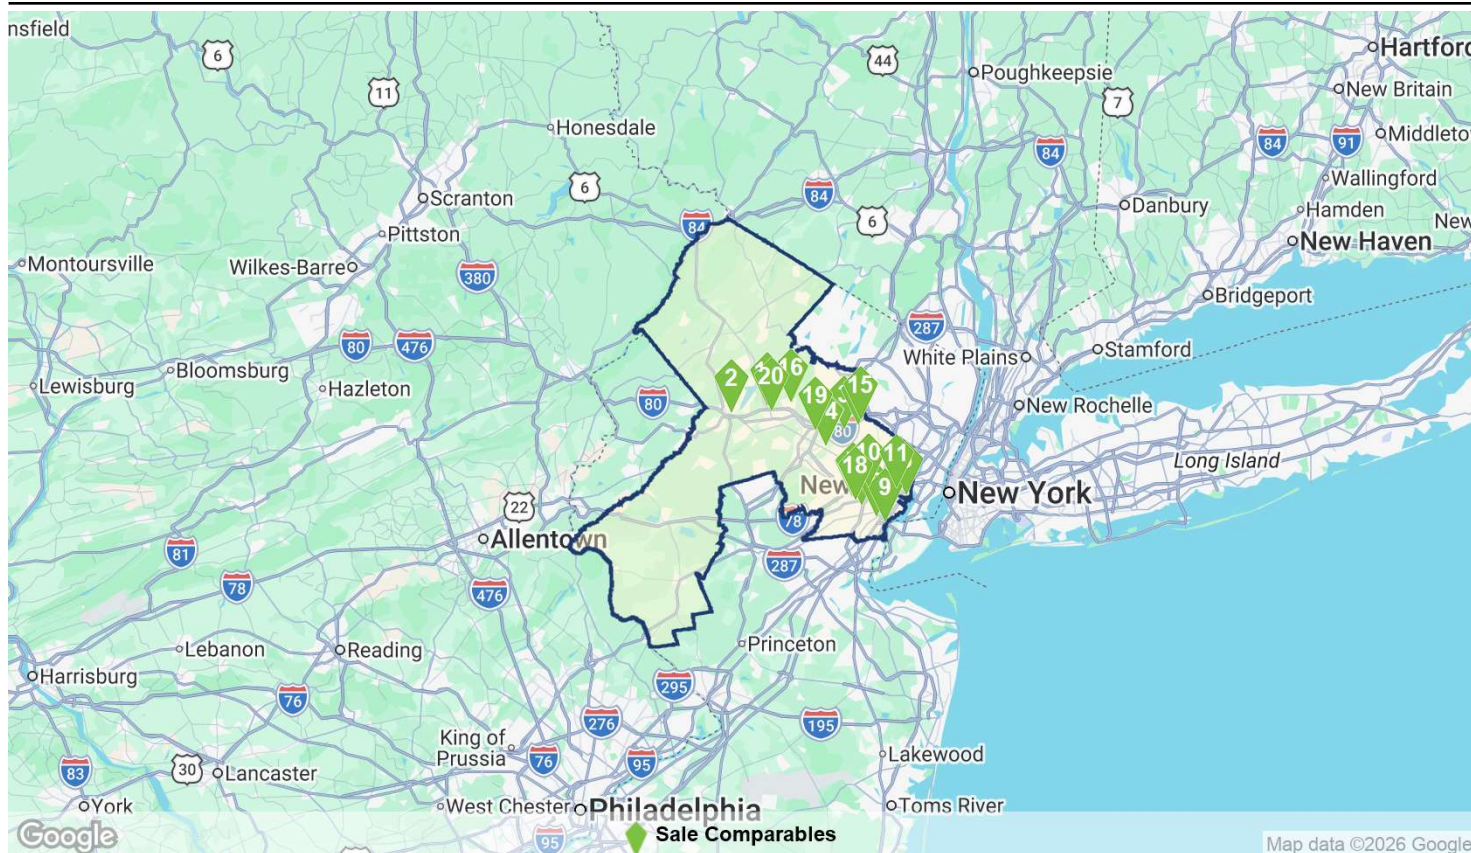 nsfield
6
44
Hartford
Poughkeepsie
11
7
New Britain
Honesdale
84
84
91
Middleto
6
84
Wallingford
Scranton
6
Danbury
Hamden
84
Pittston
New
New Haven
Montoursville
Wilkes-Barre
380
Bridgeport
287
80
476
White Plains
Stamford
Bloomsburg
16
2
20
15
Lewisburg
Hazleton
80
19
New Rochelle
4
80
10
11
Long Island
18
New
9
New York
22
78
Allentown
81
287
78
476
Princeton
Lebanon
Reading
Harrisburg
295
76
276
195
King of
Prussia
76
95
Lakewood
83
30
Lancaster
York
West Chester
Philadelphia
Toms River
Google
95
Sale Comparables
Map data ©2026 Google